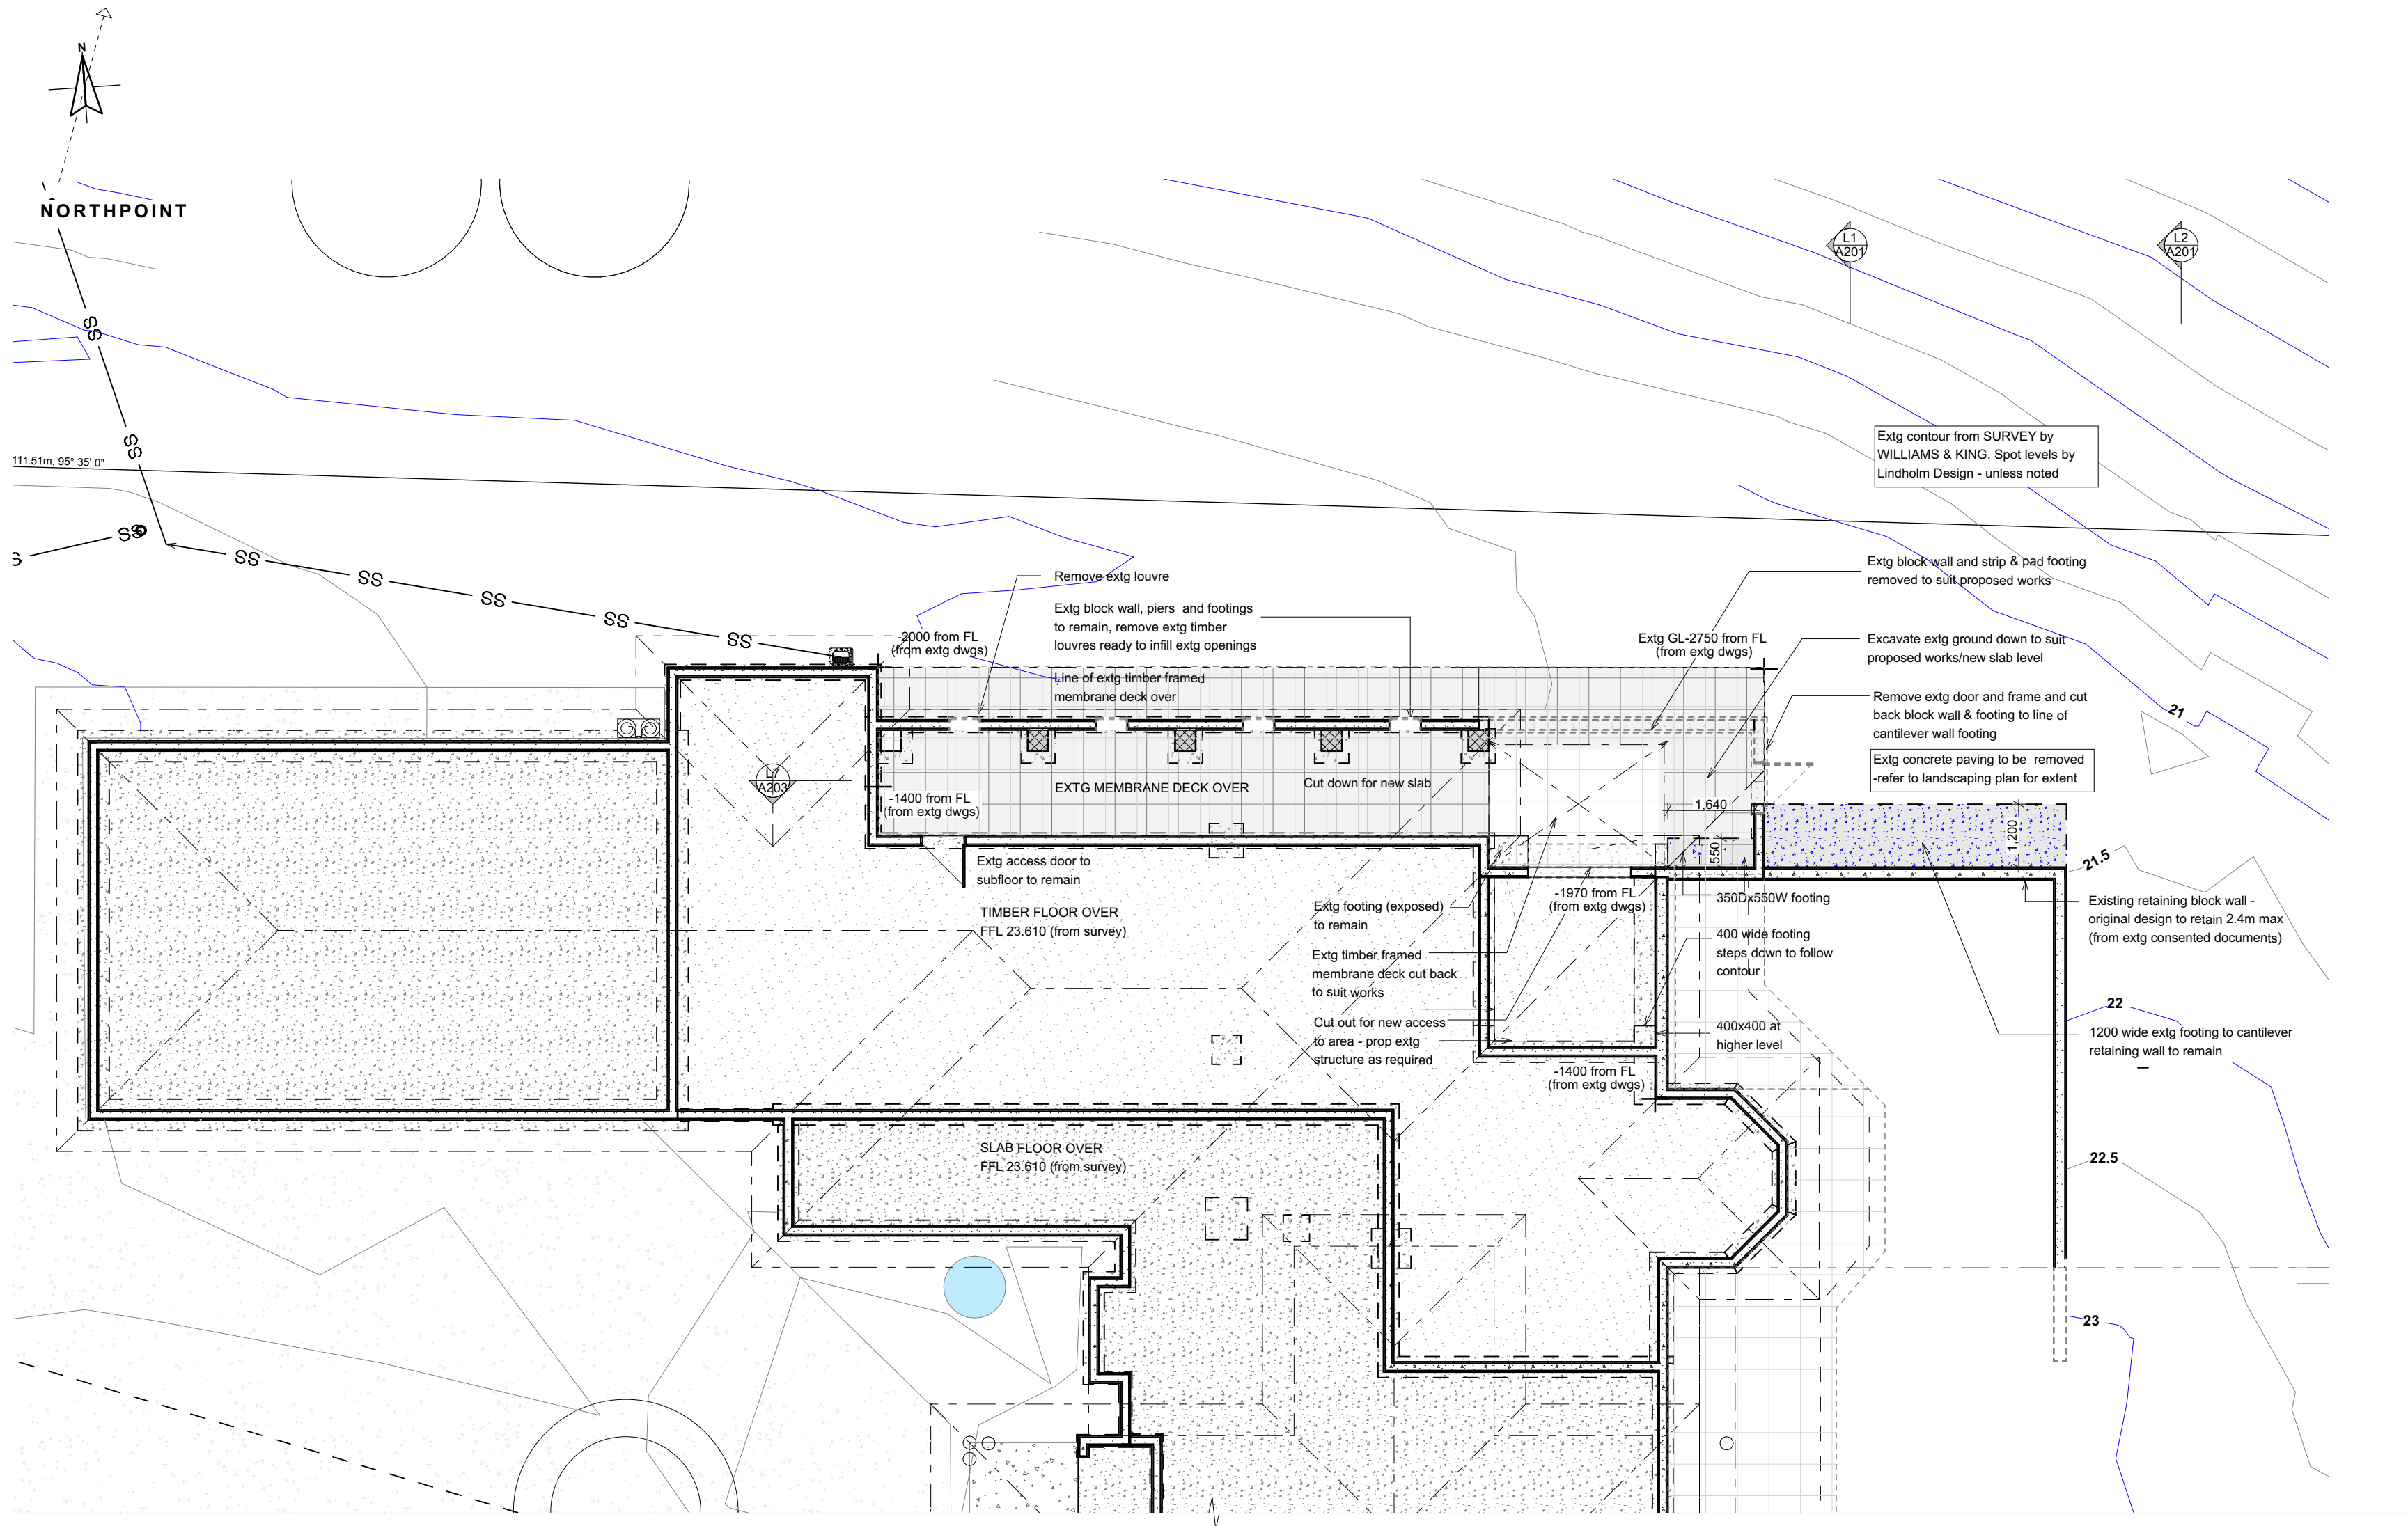 N
NORTHPOINT
L1
A201
L2
A201
SS
SS
111.51m, 95° 35' 0"
SS
SS
SS
SS
SS
SS
Extg contour from SURVEY by
WILLIAMS & KING. Spot levels by
Lindholm Design - unless noted
Remove extg louvre
Extg block wall, piers and footings
to remain, remove extg timber
louvres ready to infill extg openings
Line of extg timber framed
membrane deck over
-2000 from FL
(from extg dwgs)
Extg GL-2750 from FL
(from extg dwgs)
Extg block wall and strip & pad footing
removed to suit proposed works
Excavate extg ground down to suit
proposed works/new slab level
Remove extg door and frame and cut
back block wall & footing to line of
cantilever wall footing
Extg concrete paving to be removed
-refer to landscaping plan for extent
21
L7
A203
EXTG MEMBRANE DECK OVER
Cut down for new slab
-1400 from FL
(from extg dwgs)
1,640
550
1,200
21.5
Extg access door to
subfloor to remain
TIMBER FLOOR OVER
FFL 23.610 (from survey)
Extg footing (exposed)
to remain
-1970 from FL
(from extg dwgs)
350Dx550W footing
400 wide footing
steps down to follow
contour
Existing retaining block wall -
original design to retain 2.4m max
(from extg consented documents)
Extg timber framed
membrane deck cut back
to suit works
Cut out for new access
to area - prop extg
structure as required
400x400 at
higher level
22
1200 wide extg footing to cantilever
retaining wall to remain
-1400 from FL
(from extg dwgs)
SLAB FLOOR OVER
FFL 23.610 (from survey)
22.5
23